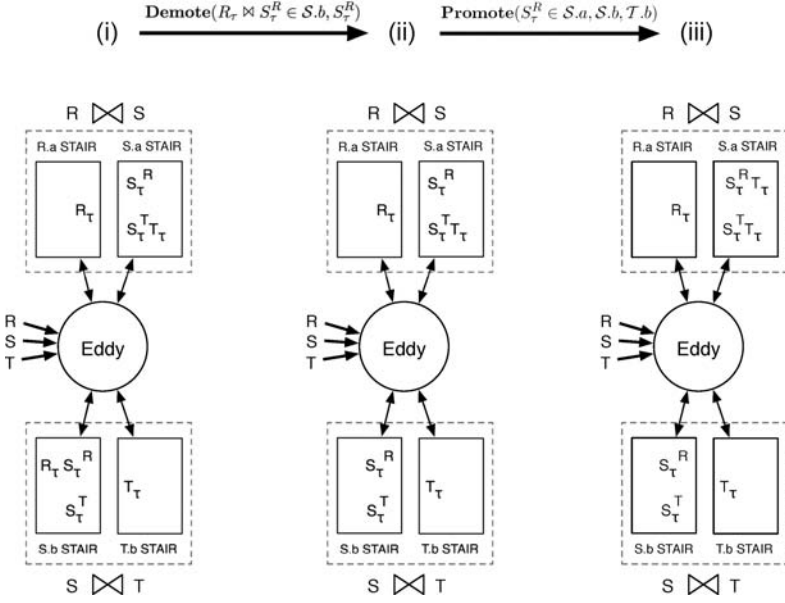 Demote(R_τ ⋈ S_τ^R ∈ S.b, S_τ^R) Promote(S_τ^R ∈ S.a, S.b, T.b)
(i) (ii) (iii)
R ⋈ S R ⋈ S R ⋈ S
R.a STAIR S.a STAIR R.a STAIR S.a STAIR R.a STAIR S.a STAIR
S_τ^R S_τ^R S_τ^R T_τ
R_τ R_τ R_τ
S_τ^T T_τ S_τ^T T_τ S_τ^T T_τ
R R R
S Eddy S Eddy S Eddy
T T T
R_τ S_τ^R S_τ^R S_τ^R
T_τ T_τ T_τ
S_τ^T S_τ^T S_τ^T
S.b STAIR T.b STAIR S.b STAIR T.b STAIR S.b STAIR T.b STAIR
S ⋈ T S ⋈ T S ⋈ T